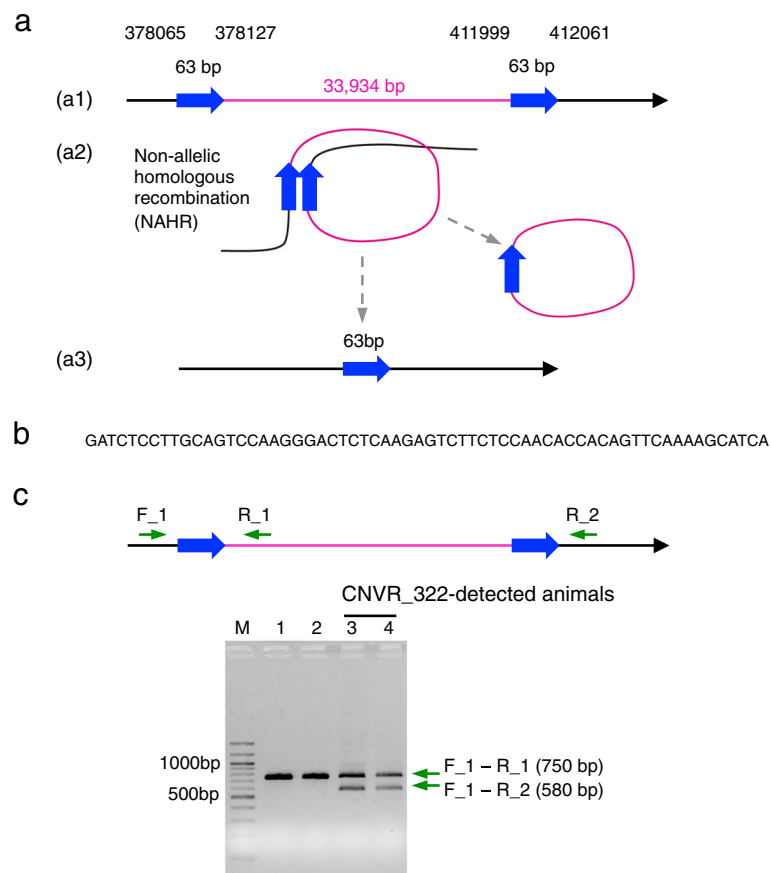 a
378065 378127 411999 412061
63 bp 63 bp
33,934 bp
(a1)
(a2)
Non-allelic
homologous
recombination
(NAHR)
63bp
(a3)
b GATCTCCTTGCAGTCCAAGGGACTCTCAAGAGTCTTCTCCAACACCACAGTTCAAAAGCATCA
c
F_1 R_1 R_2
CNVR_322-detected animals
M 1 2 3 4
1000bp
500bp
F_1 – R_1 (750 bp)
F_1 – R_2 (580 bp)